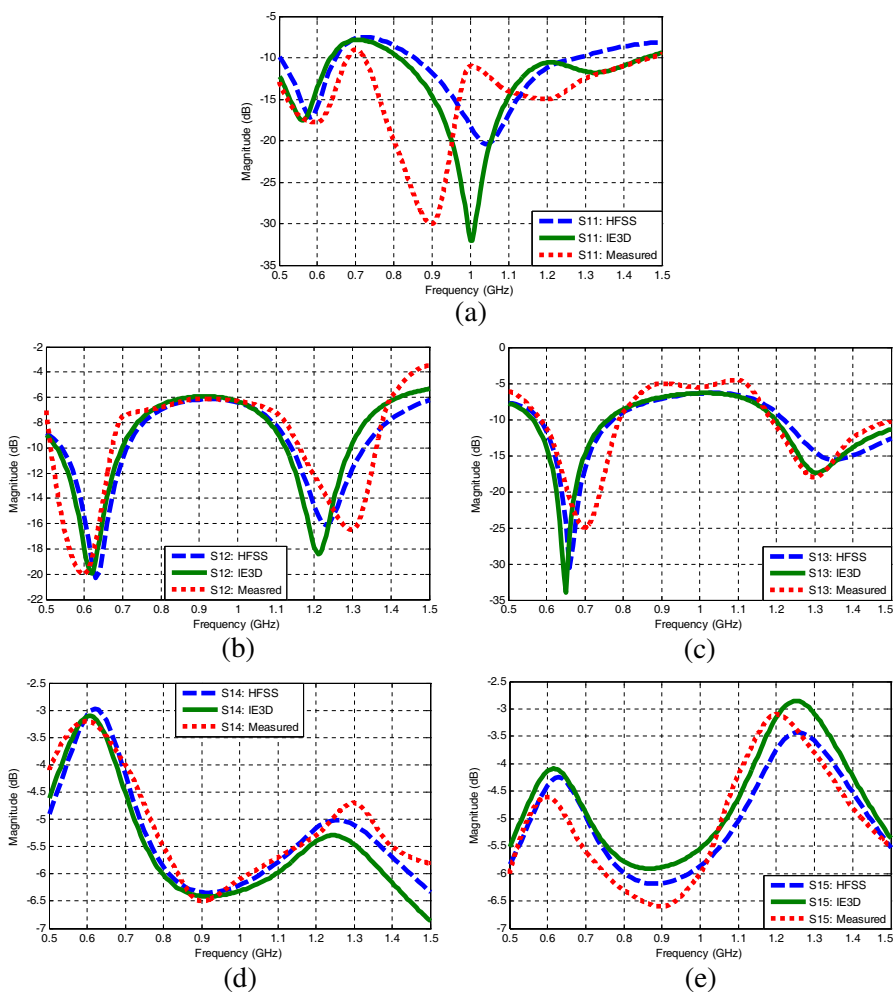 -5
-10
-15
-20
-25
-30
-35
Magnitude (dB)
S11: HFSS
S11: IE3D
S11: Measured
0.5 0.6 0.7 0.8 0.9 1 1.1 1.2 1.3 1.4 1.5
Frequency (GHz)
(a)
-2
-4
-6
-8
-10
-12
-14
-16
-18
-20
-22
Magnitude (dB)
S12: HFSS
S12: IE3D
S12: Measred
0.5 0.6 0.7 0.8 0.9 1 1.1 1.2 1.3 1.4 1.5
Frequency (GHz)
(b)
0
-5
-10
-15
-20
-25
-30
-35
Magnitude (dB)
S13: HFSS
S13: IE3D
S13: Measured
0.5 0.6 0.7 0.8 0.9 1 1.1 1.2 1.3 1.4 1.5
Frequency (GHz)
(c)
-2.5
-3
-3.5
-4
-4.5
-5
-5.5
-6
-6.5
-7
Magnitude (dB)
S14: HFSS
S14: IE3D
S14: Measured
0.5 0.6 0.7 0.8 0.9 1 1.1 1.2 1.3 1.4 1.5
Frequency (GHz)
(d)
-2.5
-3
-3.5
-4
-4.5
-5
-5.5
-6
-6.5
-7
Magnitude (dB)
S15: HFSS
S15: IE3D
S15: Measured
0.5 0.6 0.7 0.8 0.9 1 1.1 1.2 1.3 1.4 1.5
Frequency (GHz)
(e)